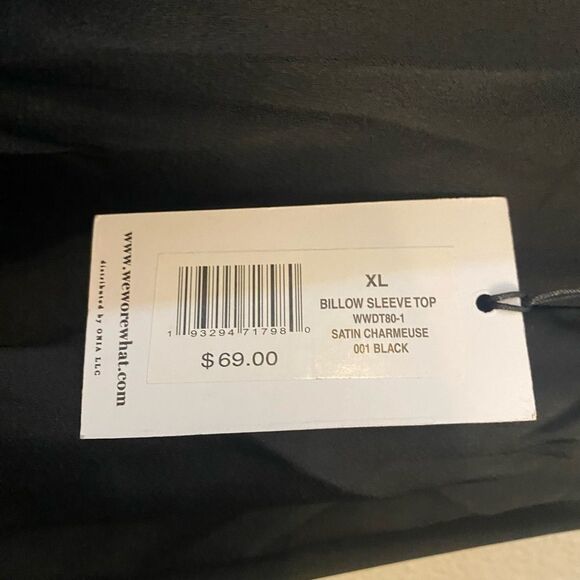 www.weworewhat.com
distributed by ONIA LLC
1 93294 71798 0
$69.00
XL
BILLOW SLEEVE TOP
WWDT80-1
SATIN CHARMEUSE
001 BLACK